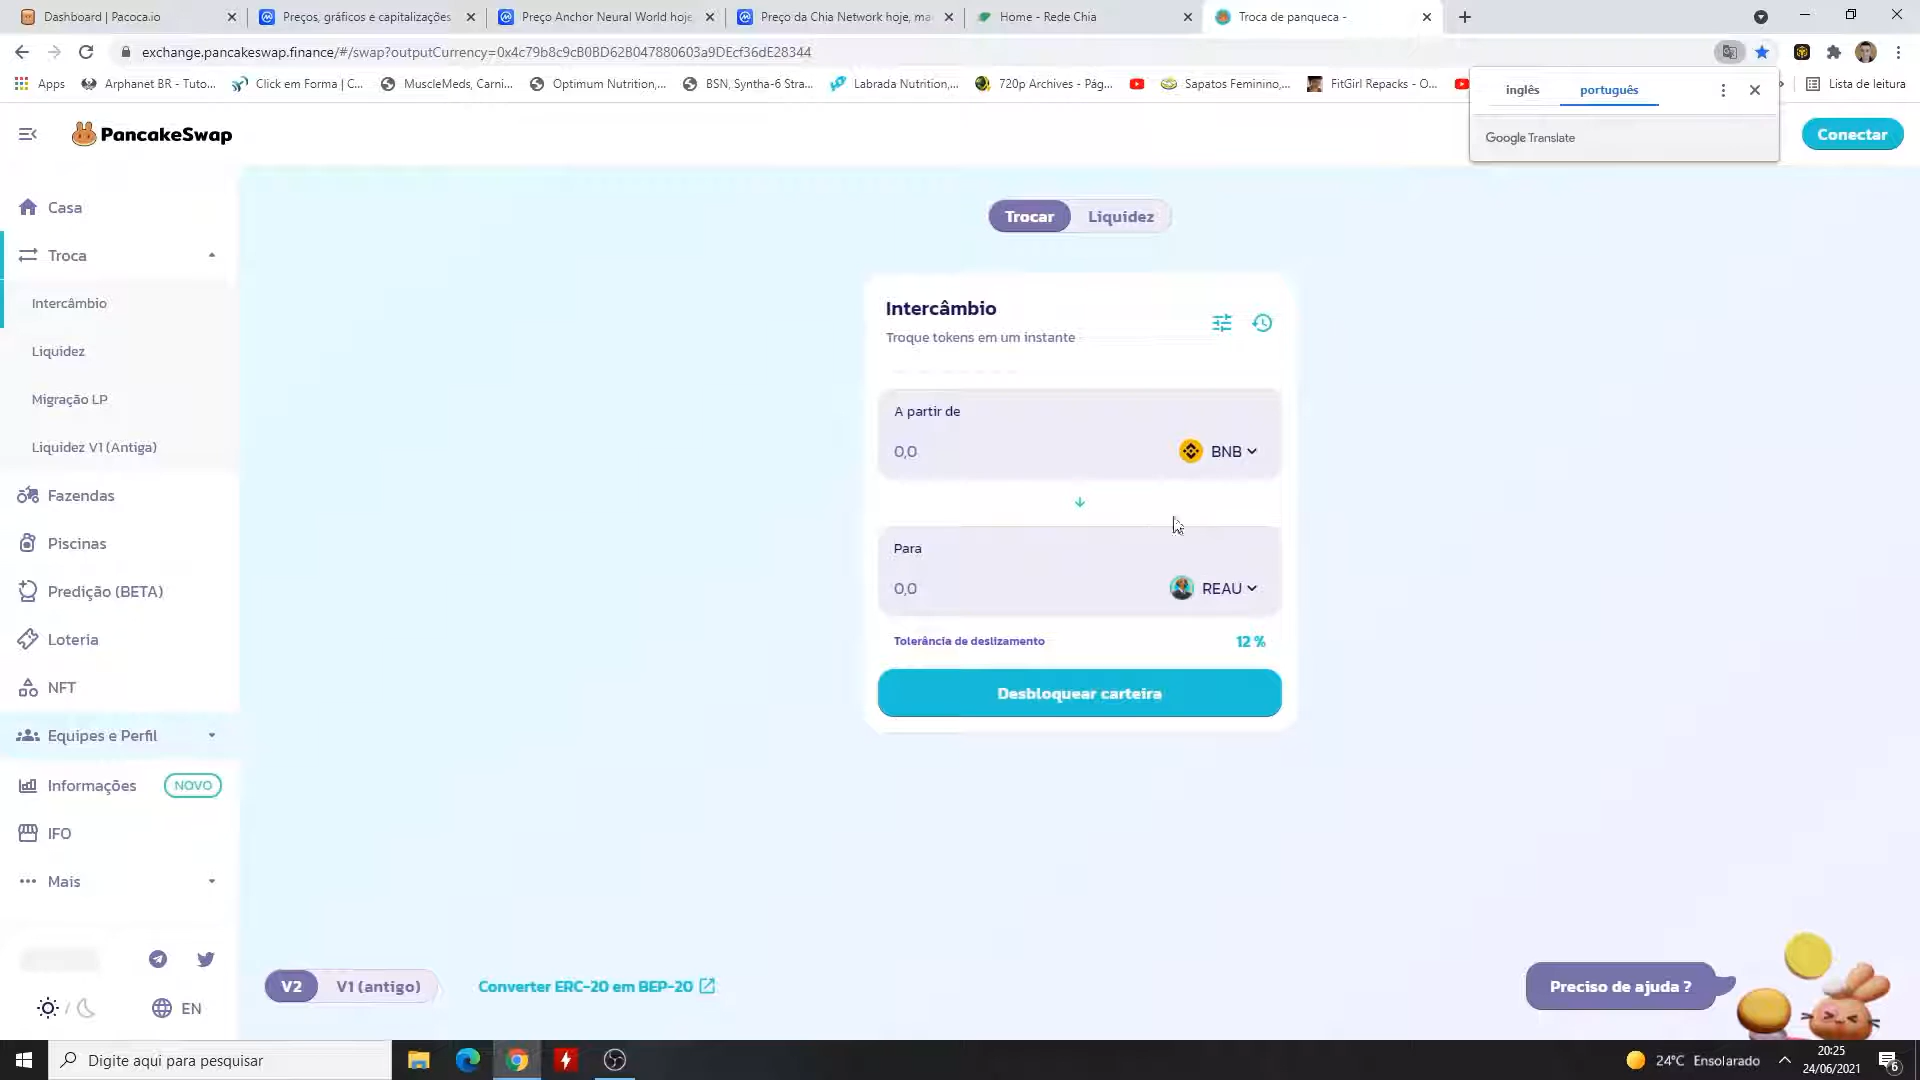 Dashboard | Pacoca.io
Preços, gráficos e capitalizações
Preço Anchor Neural World hoje
Preço da Chia Network hoje, ma
Home - Rede Chia
Troca de panqueca -
exchange.pancakeswap.finance/#/swap?outputCurrency=0x4c79b8c9cB0BD62B047880603a9DEcf36dE28344
Apps
Arphanet BR - Tuto...
Click em Forma | C...
MuscleMeds, Carni...
Optimum Nutrition,...
BSN, Syntha-6 Stra...
Labrada Nutrition,...
720p Archives - Pág...
Sapatos Feminino,...
FitGirl Repacks - O...
Lista de leitura
inglês
português
Google Translate
PancakeSwap
Conectar
Casa
Troca
Intercâmbio
Liquidez
Migração LP
Liquidez V1 (Antiga)
Fazendas
Piscinas
Predição (BETA)
Loteria
NFT
Equipes e Perfil
Informações
NOVO
IFO
Mais
EN
Trocar
Liquidez
Intercâmbio
Troque tokens em um instante
A partir de
0,0
BNB
Para
0,0
REAU
Tolerância de deslizamento
12 %
Desbloquear carteira
V2
V1 (antigo)
Converter ERC-20 em BEP-20
Preciso de ajuda ?
Digite aqui para pesquisar
24°C Ensolarado
20:25
24/06/2021
6